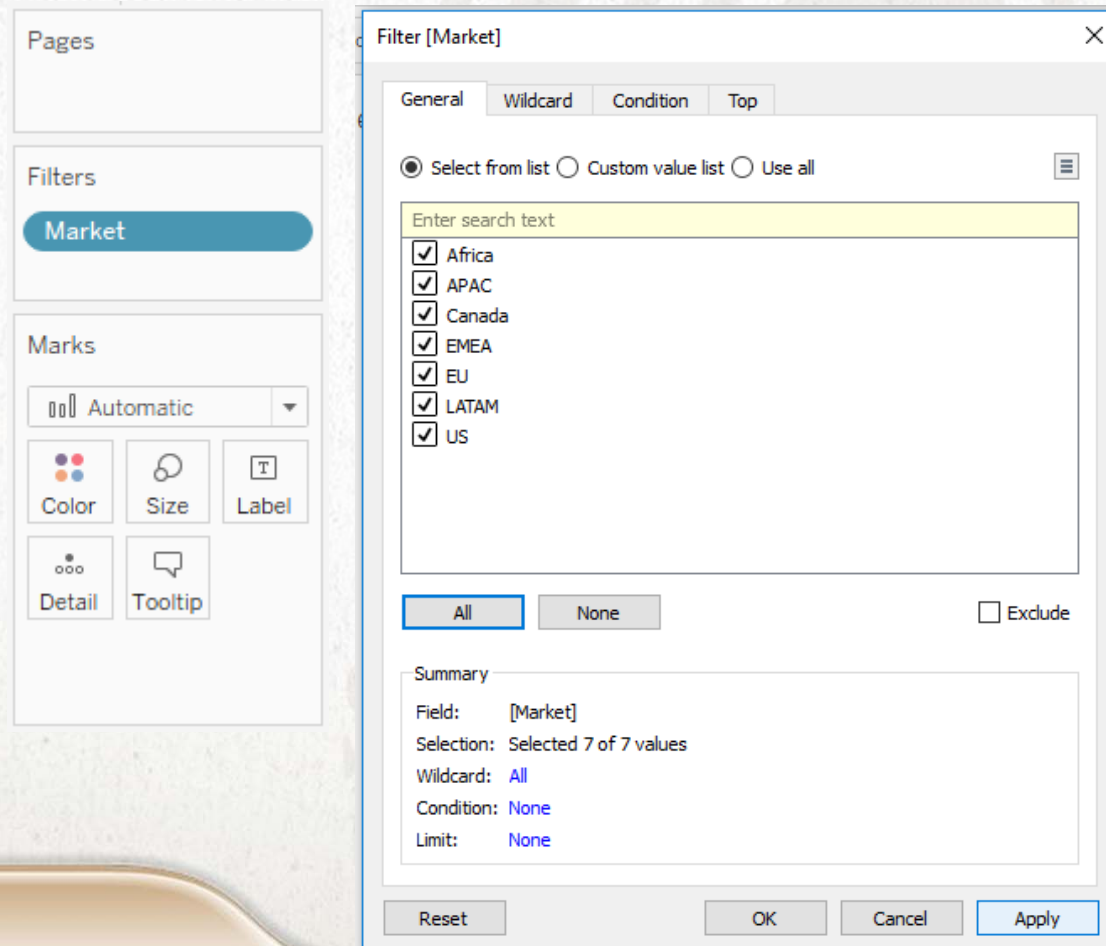 Pages
Filters
Market
Marks
Automatic
Color Size Label
Detail Tooltip
Filter [Market]
General Wildcard Condition Top
Select from list Custom value list Use all
Enter search text
Africa
APAC
Canada
EMEA
EU
LATAM
US
All None Exclude
Summary
Field: [Market]
Selection: Selected 7 of 7 values
Wildcard: All
Condition: None
Limit: None
Reset OK Cancel Apply